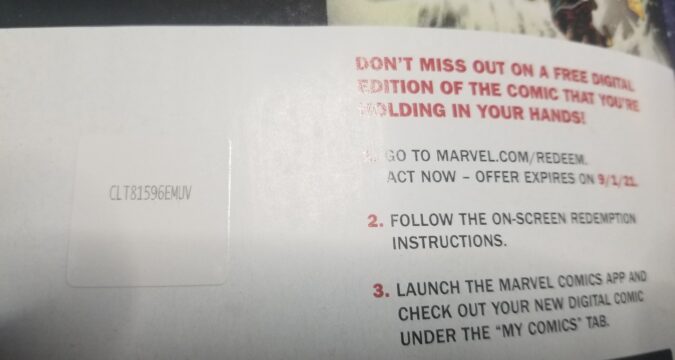 DON'T MISS OUT ON A FREE DIGITAL
EDITION OF THE COMIC THAT YOU'RE
HOLDING IN YOUR HANDS!
CLT81596EMUV
1. GO TO MARVEL.COM/REDEEM.
ACT NOW – OFFER EXPIRES ON 9/1/21.
2. FOLLOW THE ON-SCREEN REDEMPTION
INSTRUCTIONS.
3. LAUNCH THE MARVEL COMICS APP AND
CHECK OUT YOUR NEW DIGITAL COMIC
UNDER THE "MY COMICS" TAB.